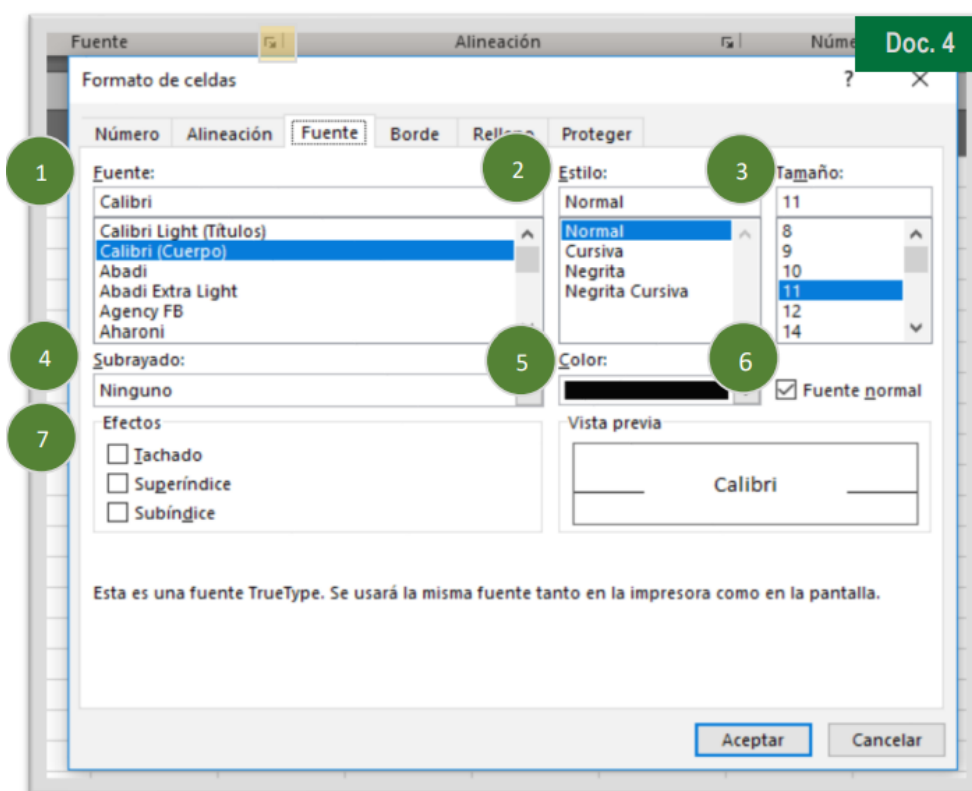 Fuente Alineación Núme Doc. 4
Formato de celdas ?
Número Alineación Fuente Borde Relleno Proteger
1 Fuente: 2 Estilo: 3 Tamaño:
Calibri Normal 11
Calibri Light (Títulos) Normal 8
Calibri (Cuerpo) Cursiva 9
Abadi Negrita 10
Abadi Extra Light Negrita Cursiva 11
Agency FB 12
Aharoni 14
4 Subrayado: 5 Color: 6
Ninguno Fuente normal
7 Efectos Vista previa
Tachado
Superíndice Calibri
Subíndice
Esta es una fuente TrueType. Se usará la misma fuente tanto en la impresora como en la pantalla.
Aceptar Cancelar